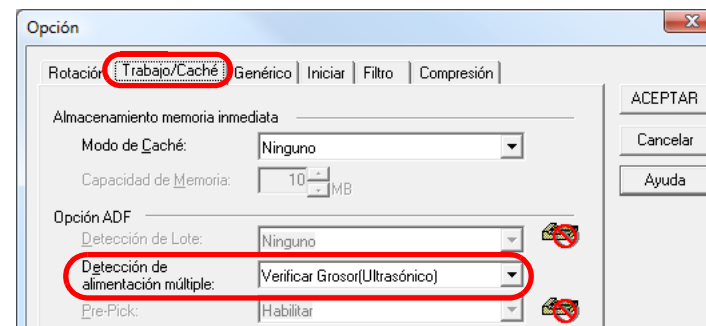 Opción
Rotación Trabajo/Caché Genérico Iniciar Filtro Compresión
ACEPTAR
Almacenamiento memoria inmediata
Modo de Caché: Ninguno
Cancelar
Capacidad de Memoria: 10 MB
Ayuda
Opción ADF
Detección de Lote: Ninguno
Detección de
alimentación múltiple: Verificar Grosor(Ultrasónico)
Pre-Pick: Habilitar